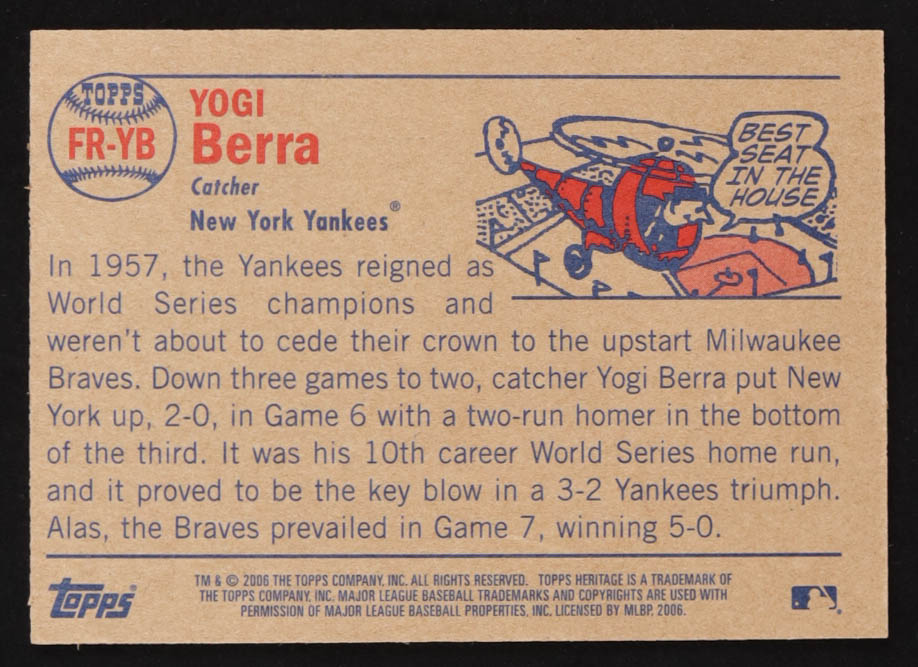 TOPPS
FR-YB
YOGI
Berra
Catcher
New York Yankees®
BEST
SEAT
IN THE
HOUSE
In 1957, the Yankees reigned as
World Series champions and
weren't about to cede their crown to the upstart Milwaukee
Braves. Down three games to two, catcher Yogi Berra put New
York up, 2-0, in Game 6 with a two-run homer in the bottom
of the third. It was his 10th career World Series home run,
and it proved to be the key blow in a 3-2 Yankees triumph.
Alas, the Braves prevailed in Game 7, winning 5-0.
Topps
TM & © 2006 THE TOPPS COMPANY, INC. ALL RIGHTS RESERVED. TOPPS HERITAGE IS A TRADEMARK OF
THE TOPPS COMPANY, INC. MAJOR LEAGUE BASEBALL TRADEMARKS AND COPYRIGHTS ARE USED WITH
PERMISSION OF MAJOR LEAGUE BASEBALL PROPERTIES, INC. LICENSED BY MLBP, 2006.